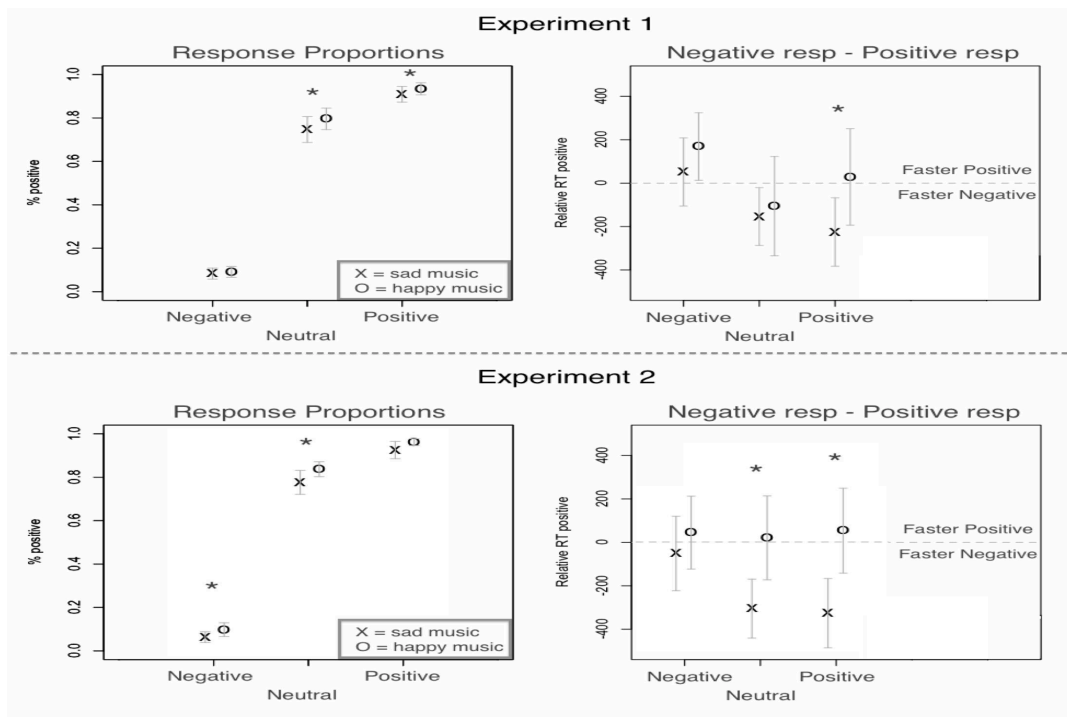 Experiment 1
Response Proportions
Negative resp - Positive resp
% positive
1.0
0.8
0.6
0.4
0.2
0.0
*
*
X
O
X
O
X
O
X = sad music
O = happy music
Negative
Neutral
Positive
Relative RT positive
400
200
0
200
400
*
X
O
X
O
X
O
Faster Positive
Faster Negative
Negative
Neutral
Positive
Experiment 2
Response Proportions
Negative resp - Positive resp
% positive
1.0
0.8
0.6
0.4
0.2
0.0
*
*
X
O
X
O
X
O
X = sad music
O = happy music
Negative
Neutral
Positive
Relative RT positive
400
200
0
-200
400
*
*
X
O
X
O
X
O
Faster Positive
Faster Negative
Negative
Neutral
Positive